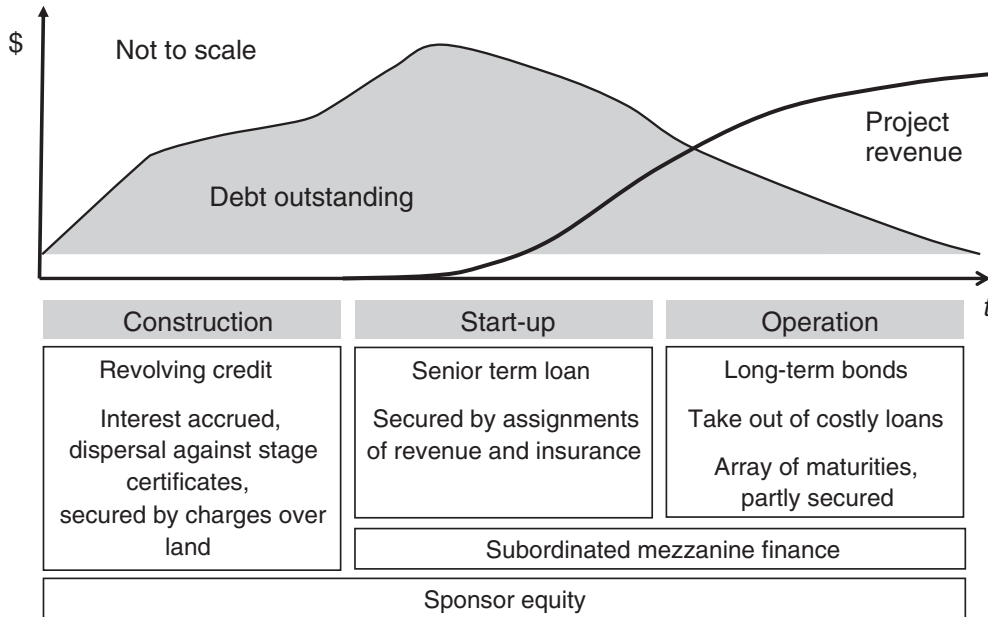 $
Not to scale
Project
revenue
Debt outstanding
t
Construction
Start-up
Operation
Revolving credit
Interest accrued,
dispersal against stage
certificates,
secured by charges over
land
Senior term loan
Secured by assignments
of revenue and insurance
Long-term bonds
Take out of costly loans
Array of maturities,
partly secured
Subordinated mezzanine finance
Sponsor equity